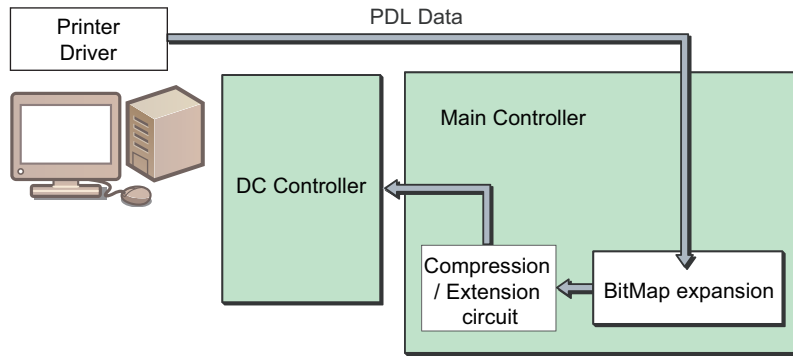 PDL Data
Printer
Driver
Main Controller
DC Controller
Compression
/ Extension
circuit
BitMap expansion